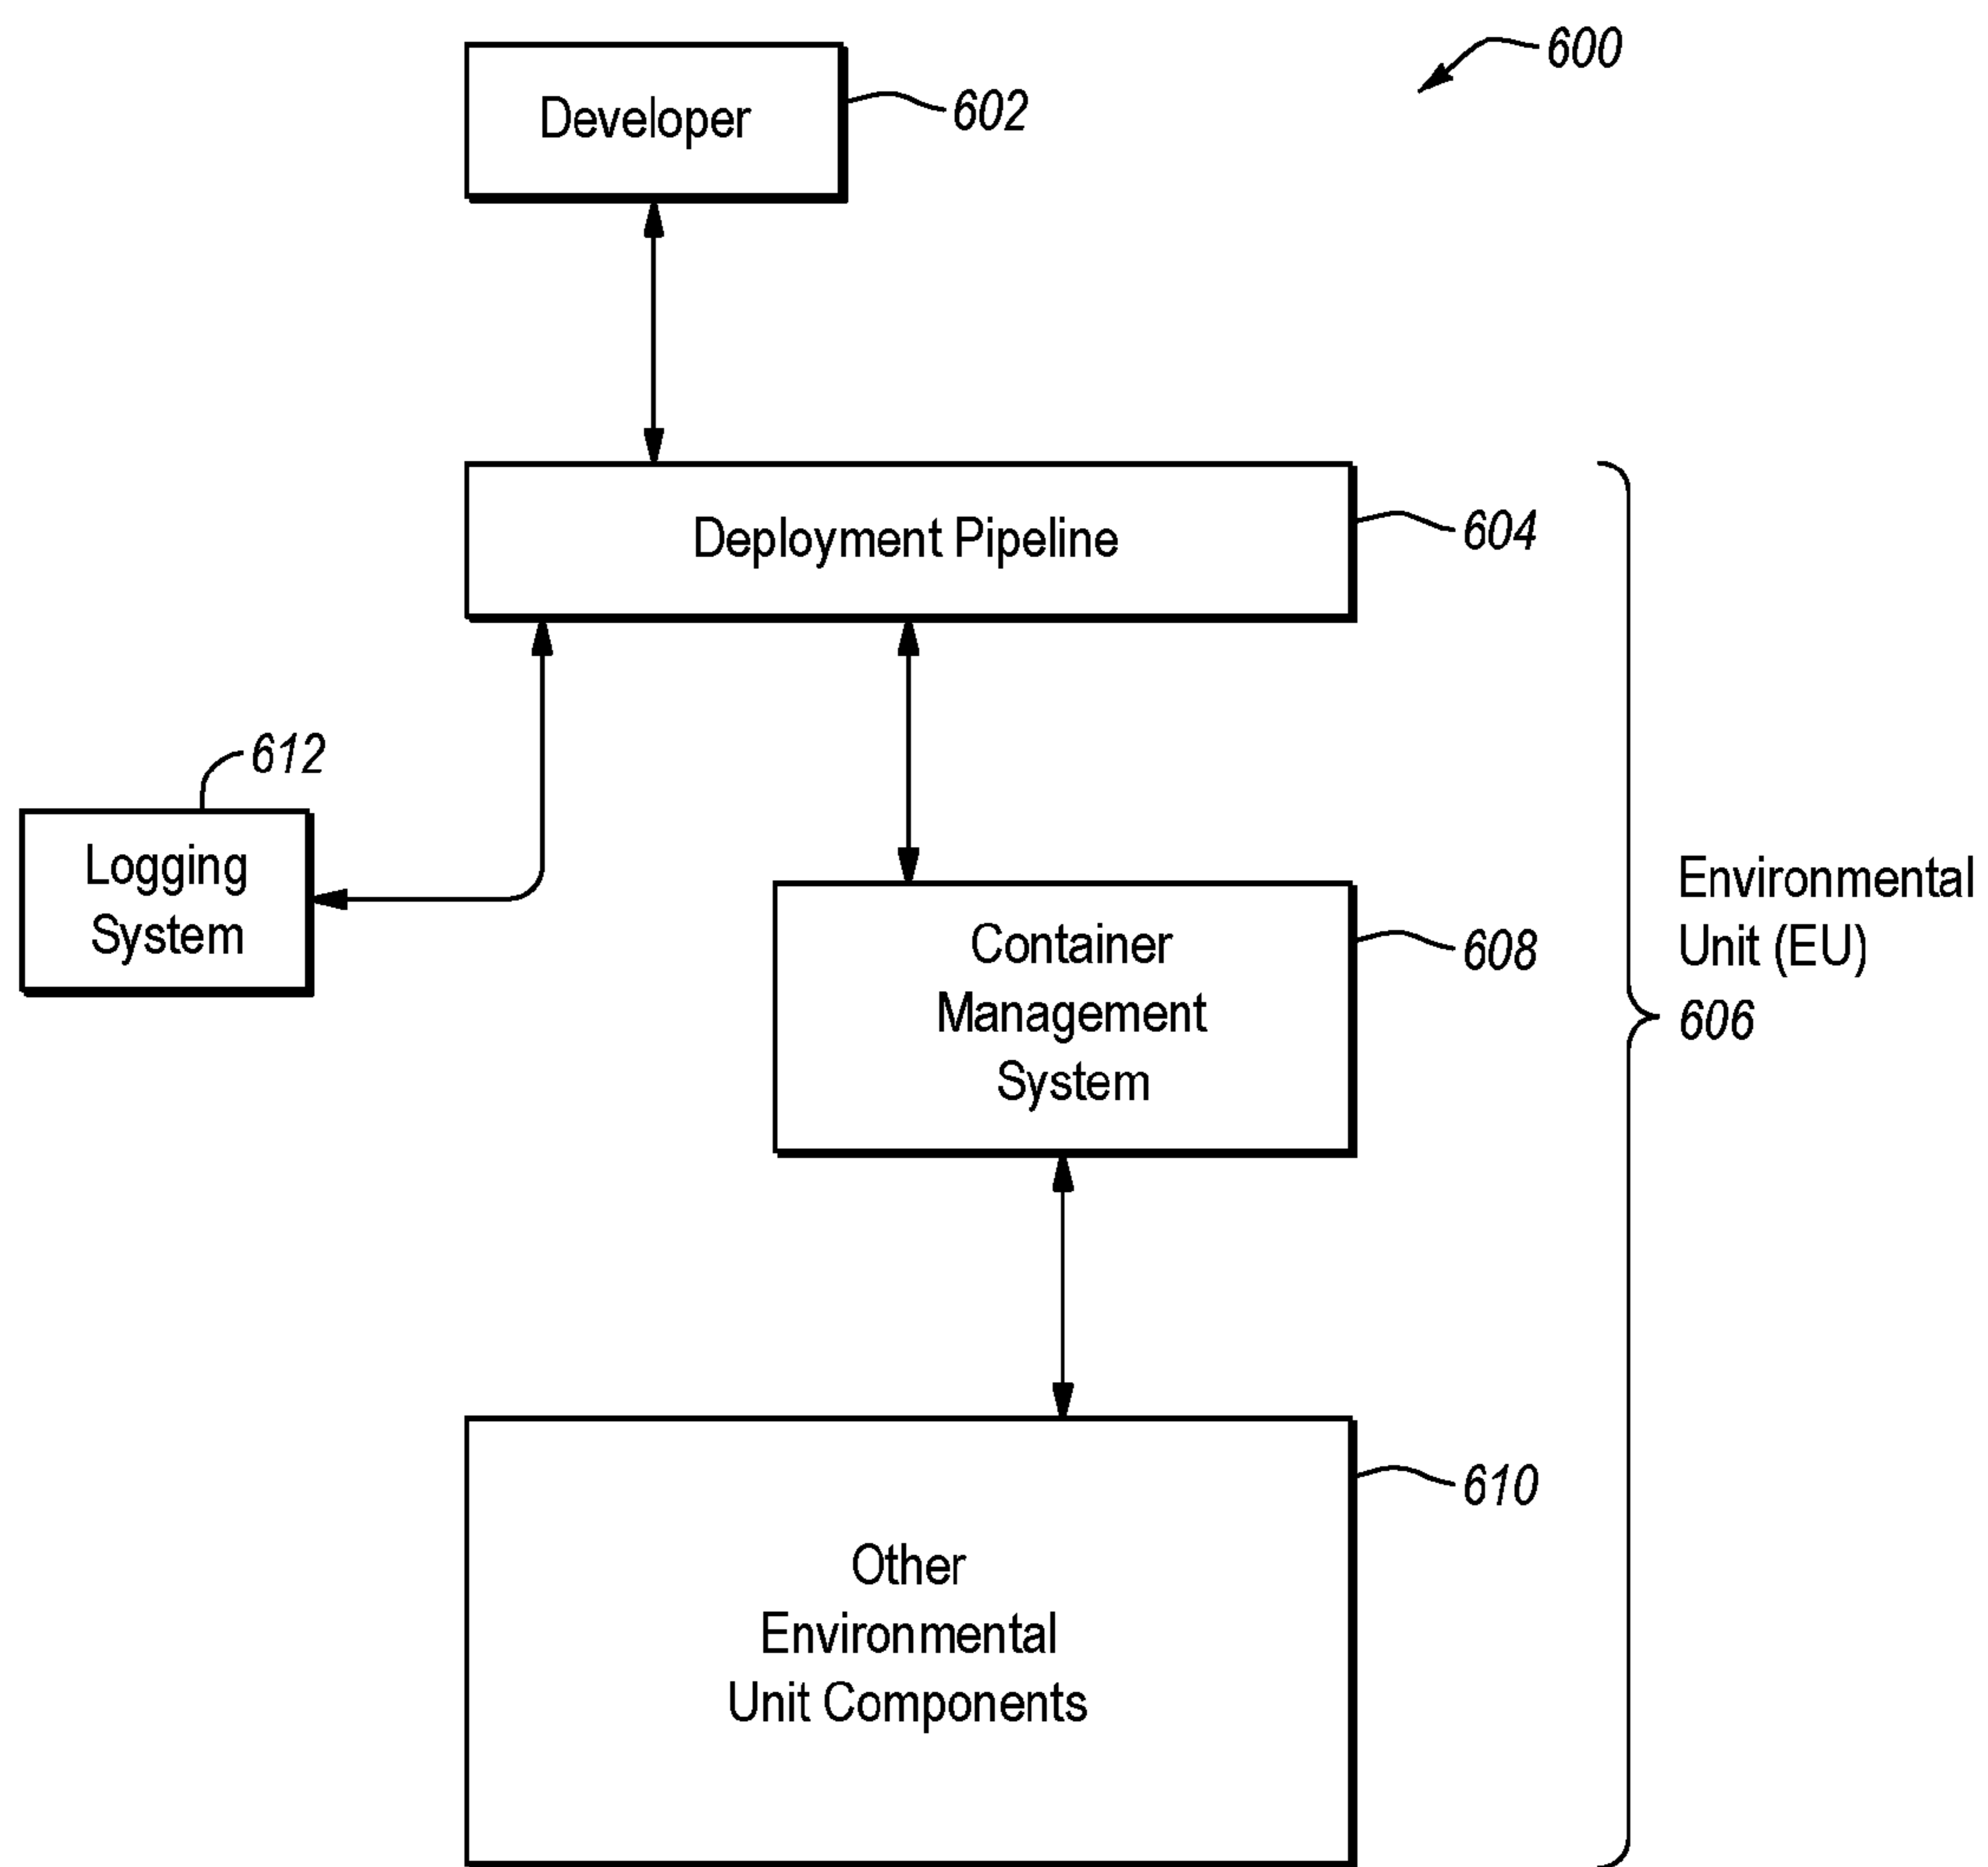 600
Developer
602
Deployment Pipeline
604
612
Logging
System
Container
Management
System
608
Environmental
Unit (EU)
606
610
Other
Environmental
Unit Components